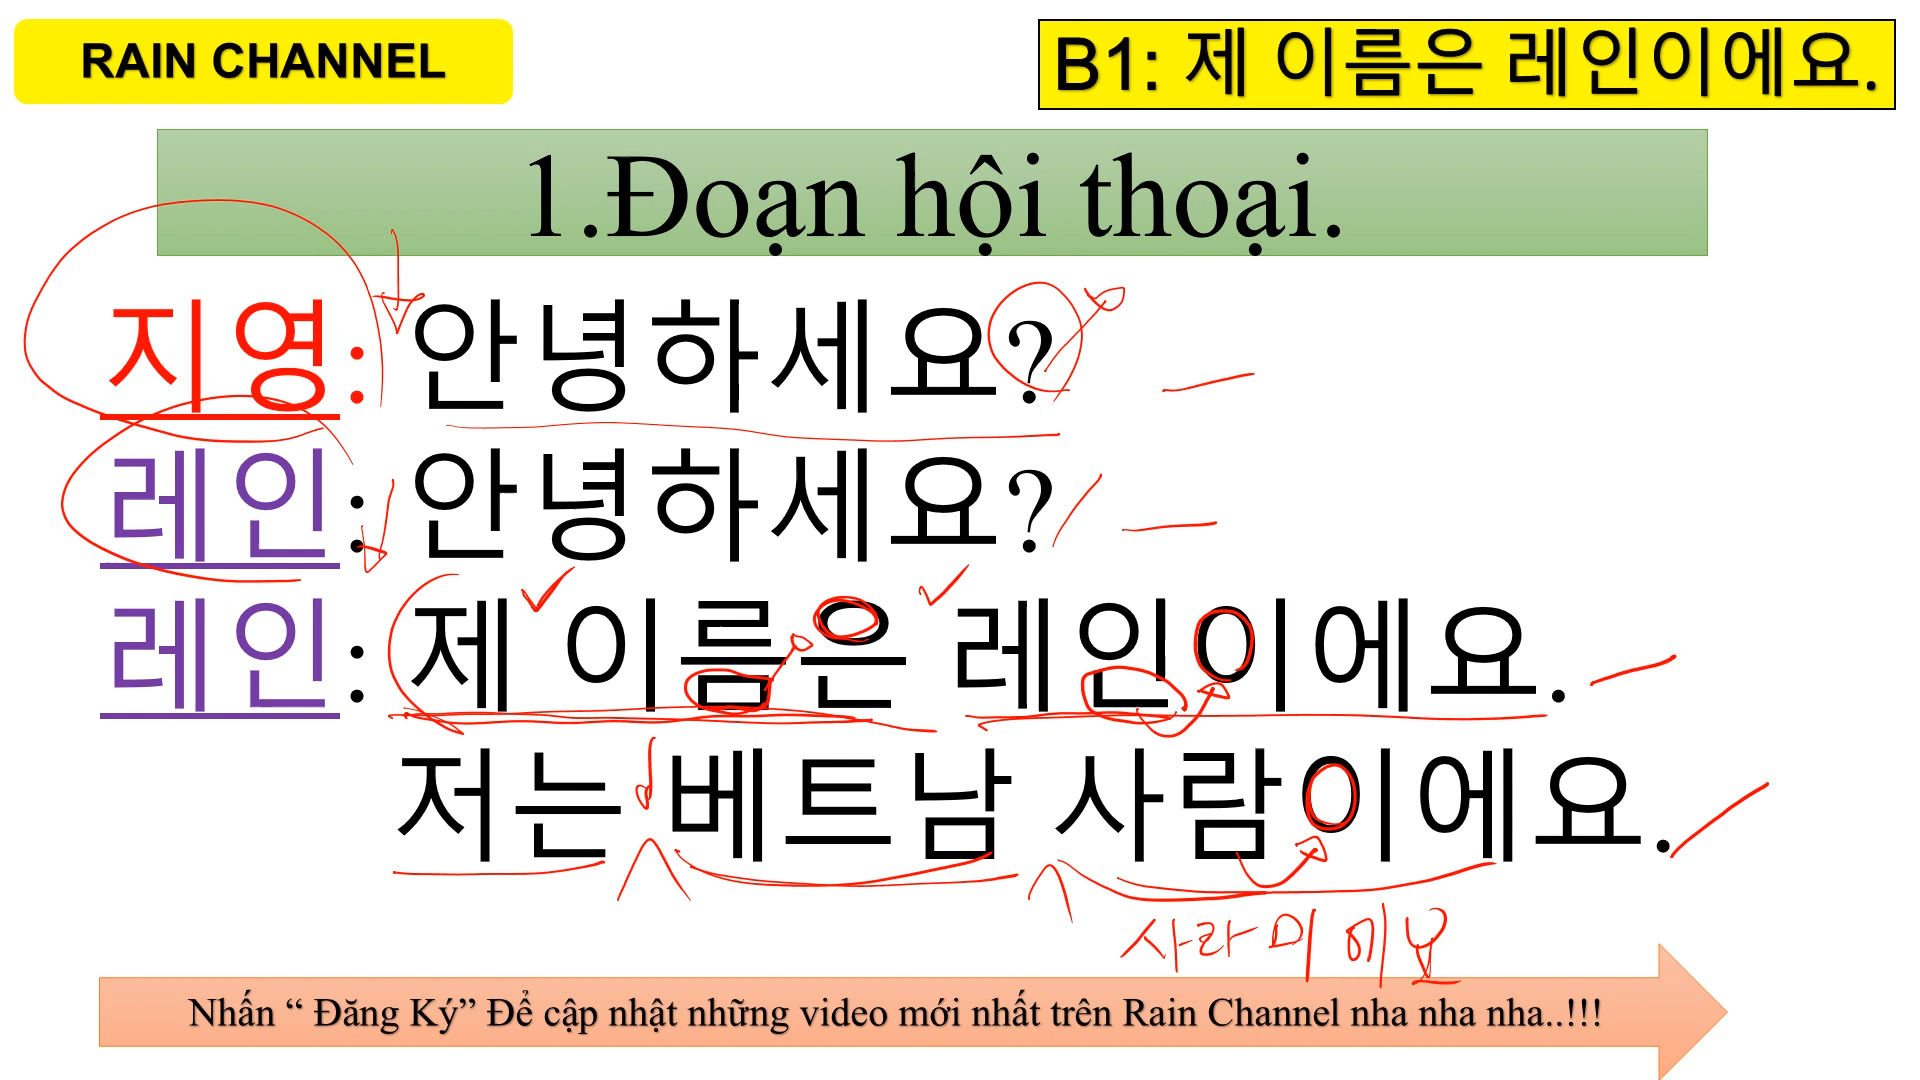 RAIN CHANNEL
B1: 제 이름은 레인이에요.
1.Đoạn hội thoại.
지영: 안녕하세요?
레인: 안녕하세요?
레인: 제 이름은 레인이에요.
저는 베트남 사람이에요.
사라미에요
Nhấn “ Đăng Ký” Để cập nhật những video mới nhất trên Rain Channel nha nha nha..!!!